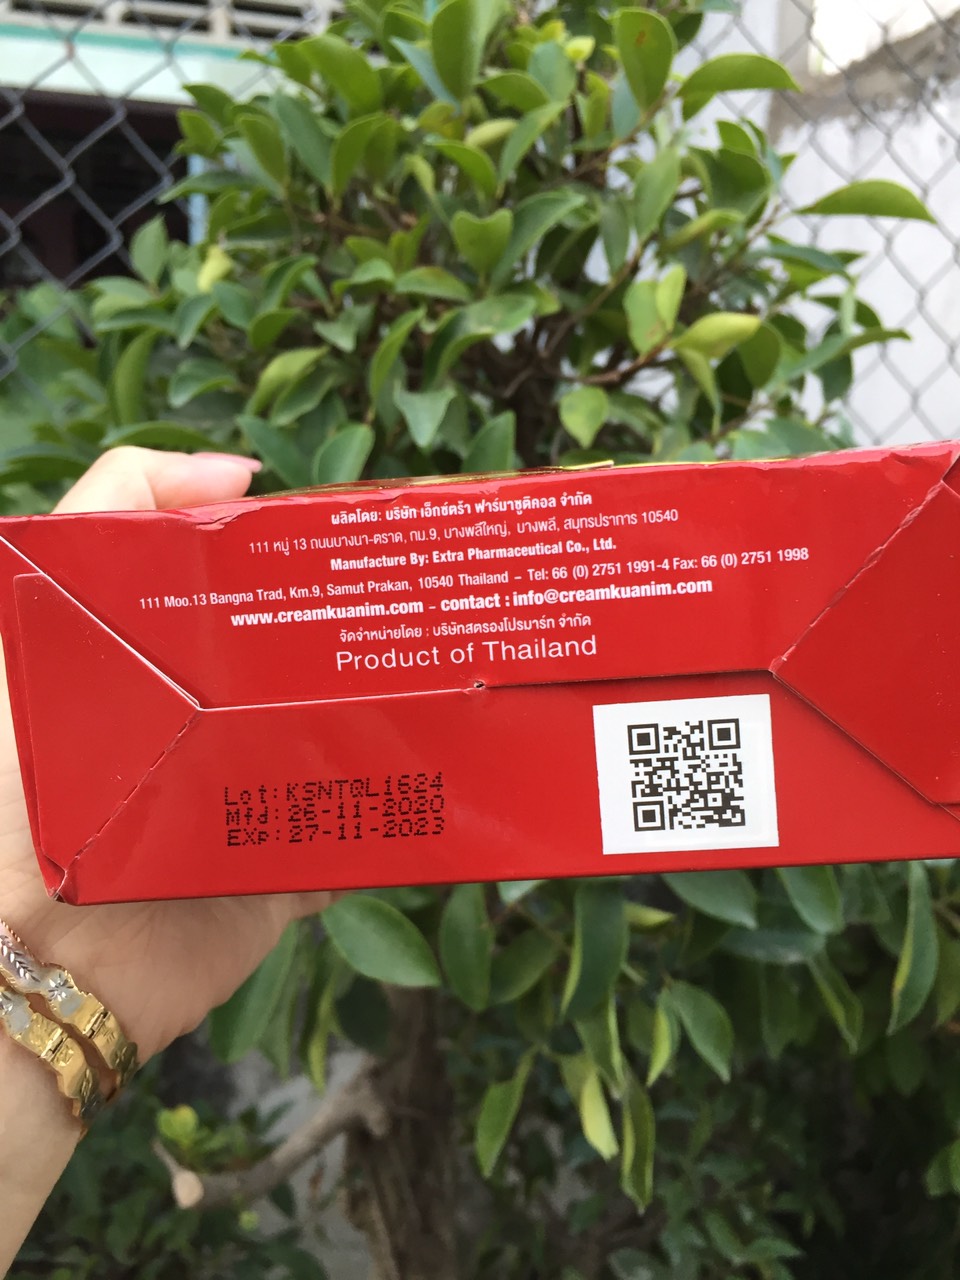 ผลิตโดย: บริษัท เอ็กซ์ตร้า ฟาร์มาซูติคอล จำกัด
111 หมู่ 13 ถนนบางนา-ตราด, กม.9, บางพลีใหญ่, บางพลี, สมุทรปราการ 10540
Manufacture By: Extra Pharmaceutical Co., Ltd.
111 Moo.13 Bangna Trad, Km.9, Samut Prakan, 10540 Thailand - Tel: 66 (0) 2751 1991-4 Fax: 66 (0) 2751 1998
www.creamkuanim.com - contact : info@creamkuanim.com
จัดจำหน่ายโดย : บริษัทสตรองโปรมาร์ท จำกัด
Product of Thailand
Lot: KSNTQL1624
Mfd: 26-11-2020
EXP: 27-11-2023